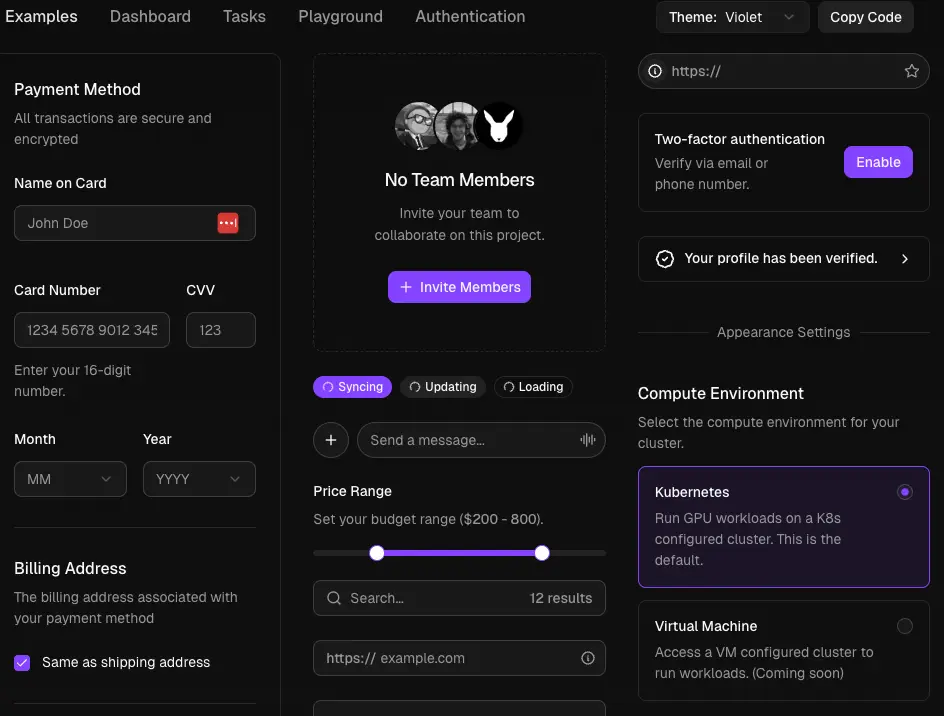 Examples
Dashboard
Tasks
Playground
Authentication
Theme: Violet
Copy Code
Payment Method
All transactions are secure and
encrypted
Name on Card
John Doe
Card Number
CVV
1234 5678 9012 345
123
Enter your 16-digit
number.
Month
Year
MM
YYYY
Billing Address
The billing address associated with
your payment method
Same as shipping address
No Team Members
Invite your team to
collaborate on this project.
Invite Members
Syncing
Updating
Loading
Send a message...
Price Range
Set your budget range ($200 - 800).
Search...
12 results
https:// example.com
https://
Two-factor authentication
Verify via email or
phone number.
Enable
Your profile has been verified.
Appearance Settings
Compute Environment
Select the compute environment for your
cluster.
Kubernetes
Run GPU workloads on a K8s
configured cluster. This is the
default.
Virtual Machine
Access a VM configured cluster to
run workloads. (Coming soon)